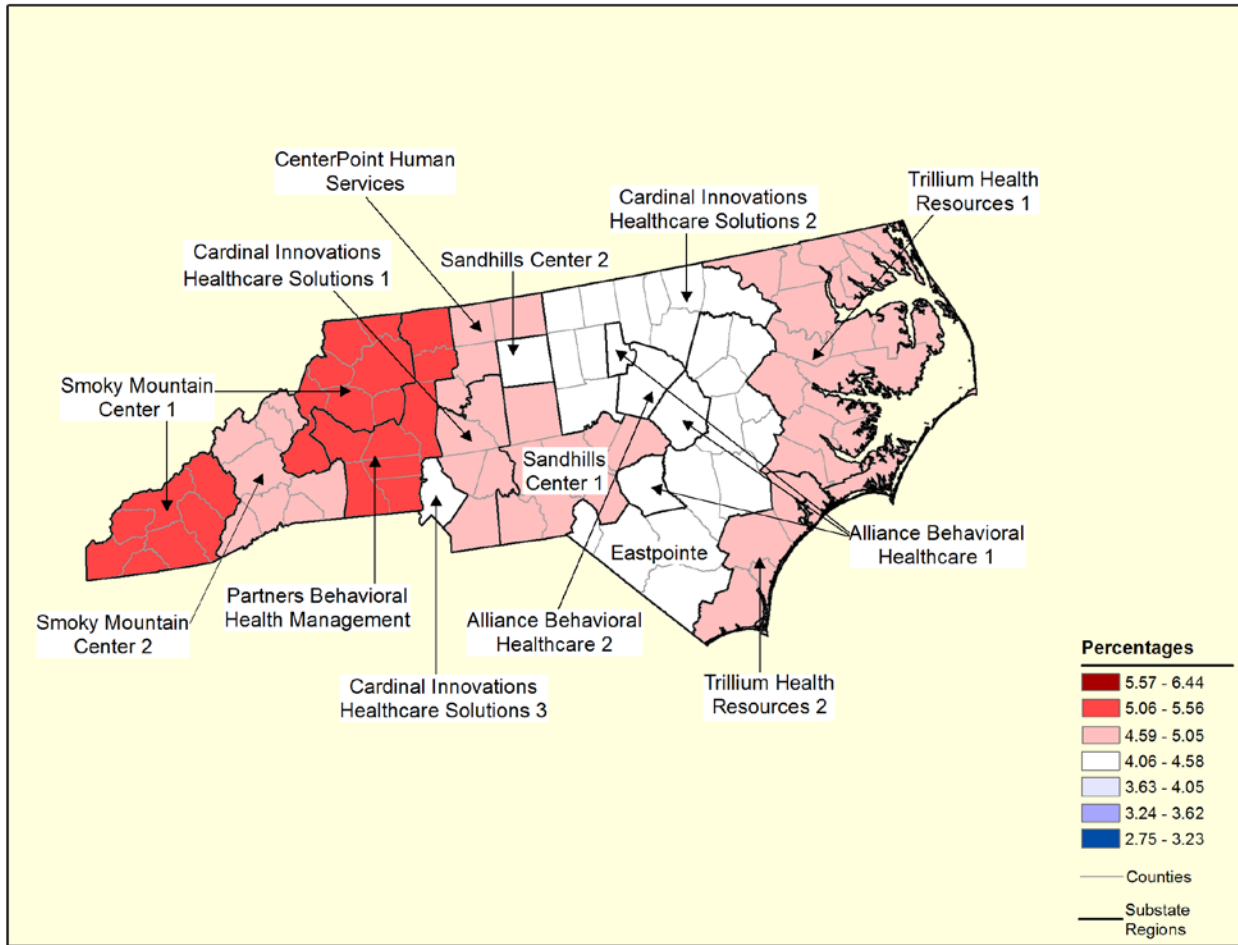 CenterPoint Human
Services
Trillium Health
Resources 1
Cardinal Innovations
Healthcare Solutions 2
Cardinal Innovations
Healthcare Solutions 1
Sandhills Center 2
Smoky Mountain
Center 1
Sandhills
Center 1
Eastpointe
Alliance Behavioral
Healthcare 1
Partners Behavioral
Health Management
Smoky Mountain
Center 2
Alliance Behavioral
Healthcare 2
Cardinal Innovations
Healthcare Solutions 3
Trillium Health
Resources 2
Percentages
5.57 - 6.44
5.06 - 5.56
4.59 - 5.05
4.06 - 4.58
3.63 - 4.05
3.24 - 3.62
2.75 - 3.23
Counties
Substate
Regions